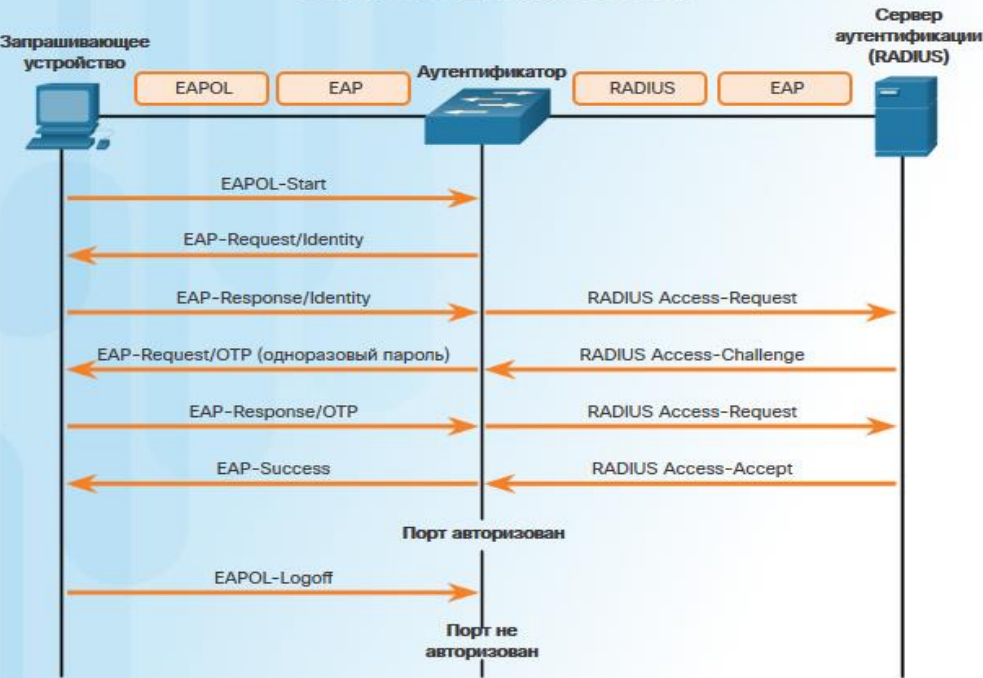 Запрашивающее
устройство
EAPOL
EAP
Аутентификатор
RADIUS
EAP
Сервер
аутентификации
(RADIUS)
EAPOL-Start
EAP-Request/Identity
EAP-Response/Identity
RADIUS Access-Request
EAP-Request/OTP (одноразовый пароль)
RADIUS Access-Challenge
EAP-Response/OTP
RADIUS Access-Request
EAP-Success
RADIUS Access-Accept
Порт авторизован
EAPOL-Logoff
Порт не
авторизован